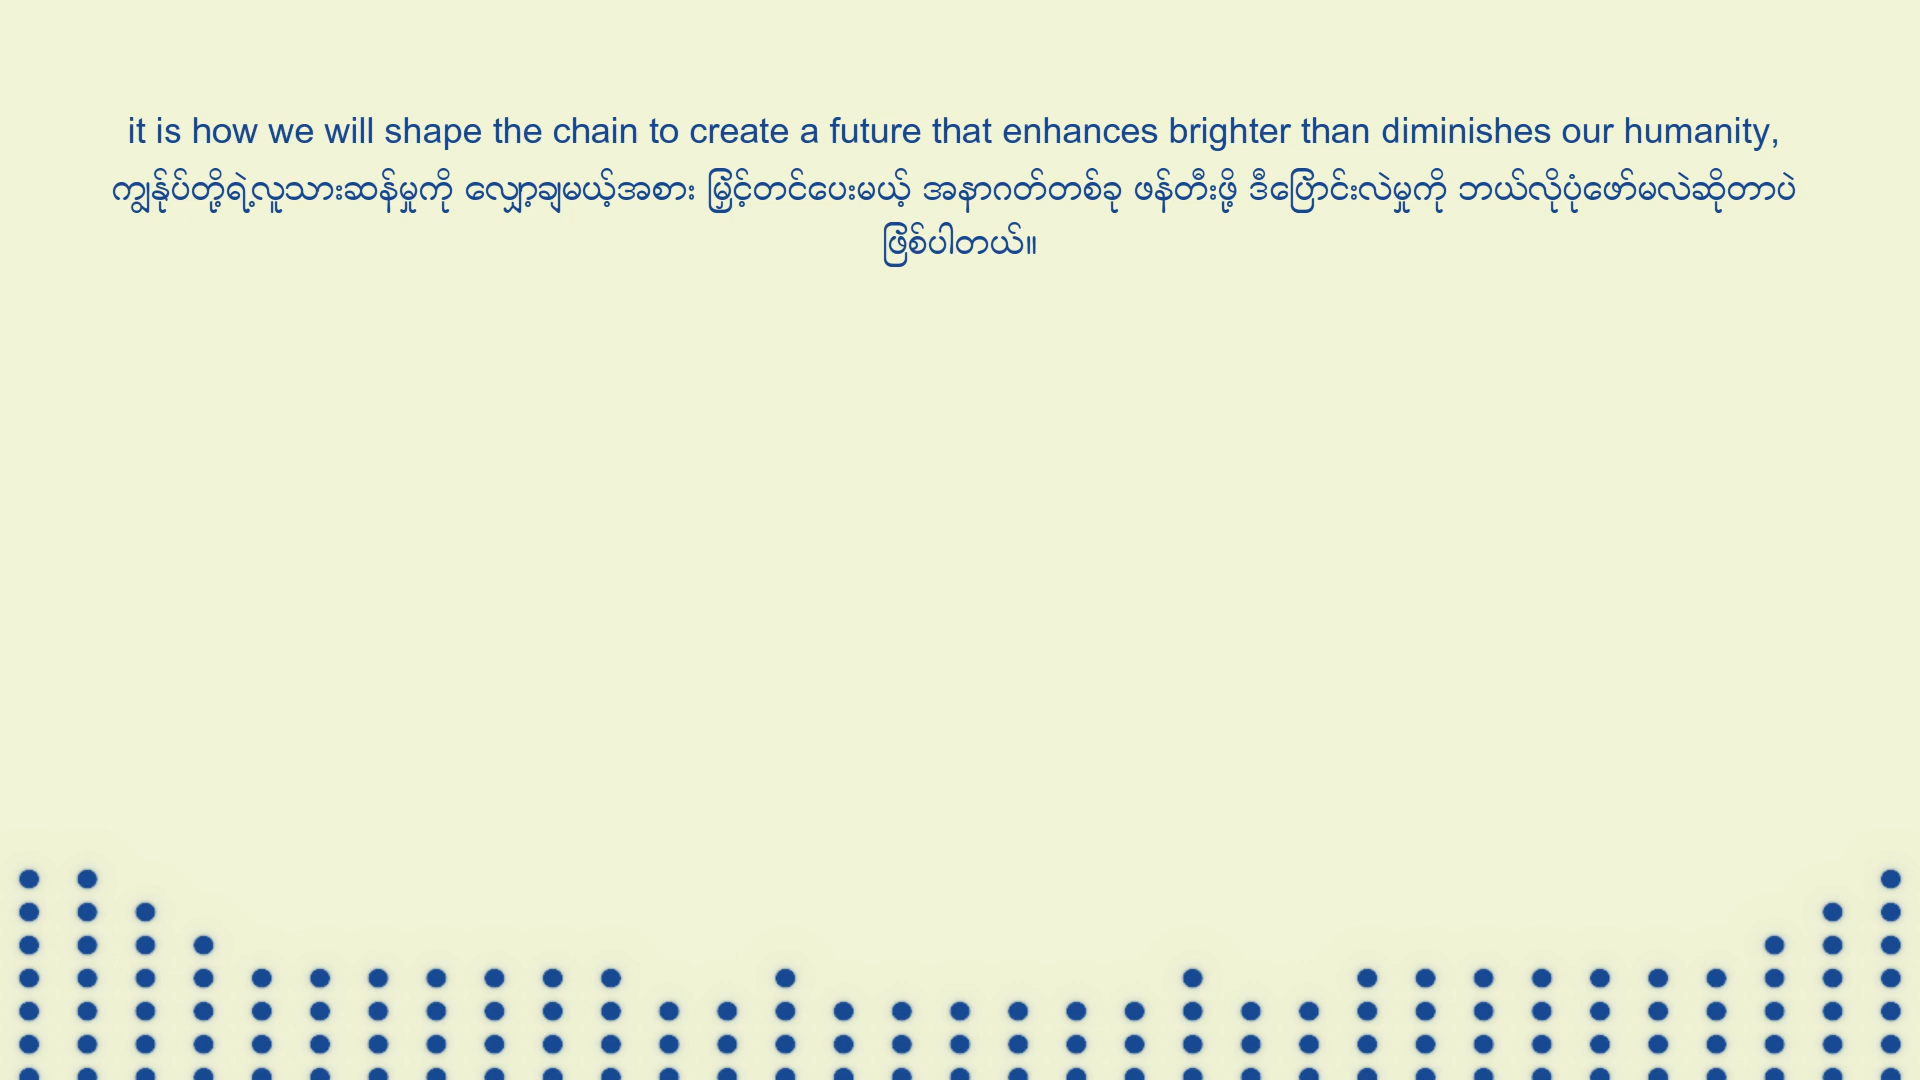 it is how we will shape the chain to create a future that enhances brighter than diminishes our humanity,
ကျွန်ုပ်တို့ရဲ့လူသားဆန်မှုကို လျှော့ချမယ့်အစား မြှင့်တင်ပေးမယ့် အနာဂတ်တစ်ခု ဖန်တီးဖို့ ဒီပြောင်းလဲမှုကို ဘယ်လိုပုံဖော်မလဲဆိုတာပဲ
ဖြစ်ပါတယ်။